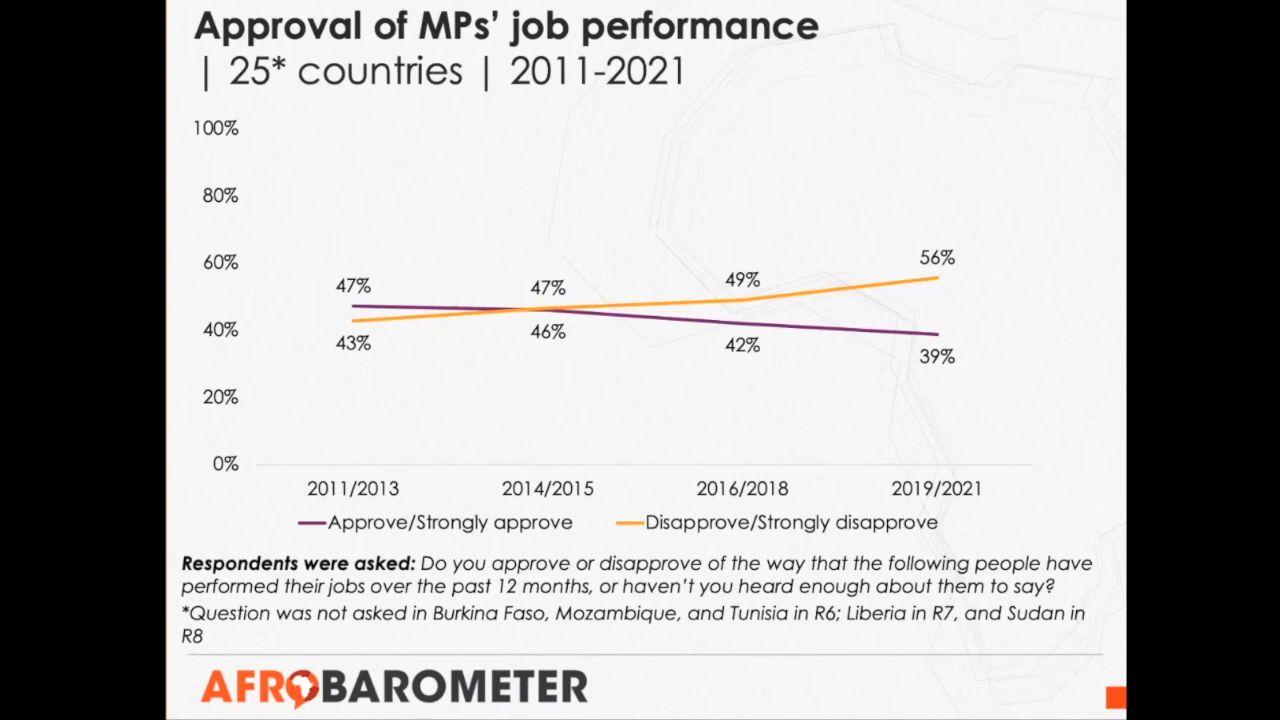 Approval of MPs’ job performance
| 25* countries | 2011-2021
100%
80%
60%
40%
20%
0%
47%
47%
49%
56%
43%
46%
42%
39%
2011/2013
2014/2015
2016/2018
2019/2021
Approve/Strongly approve
Disapprove/Strongly disapprove
Respondents were asked: Do you approve or disapprove of the way that the following people have
performed their jobs over the past 12 months, or haven’t you heard enough about them to say?
*Question was not asked in Burkina Faso, Mozambique, and Tunisia in R6; Liberia in R7, and Sudan in
R8
AFROBAROMETER